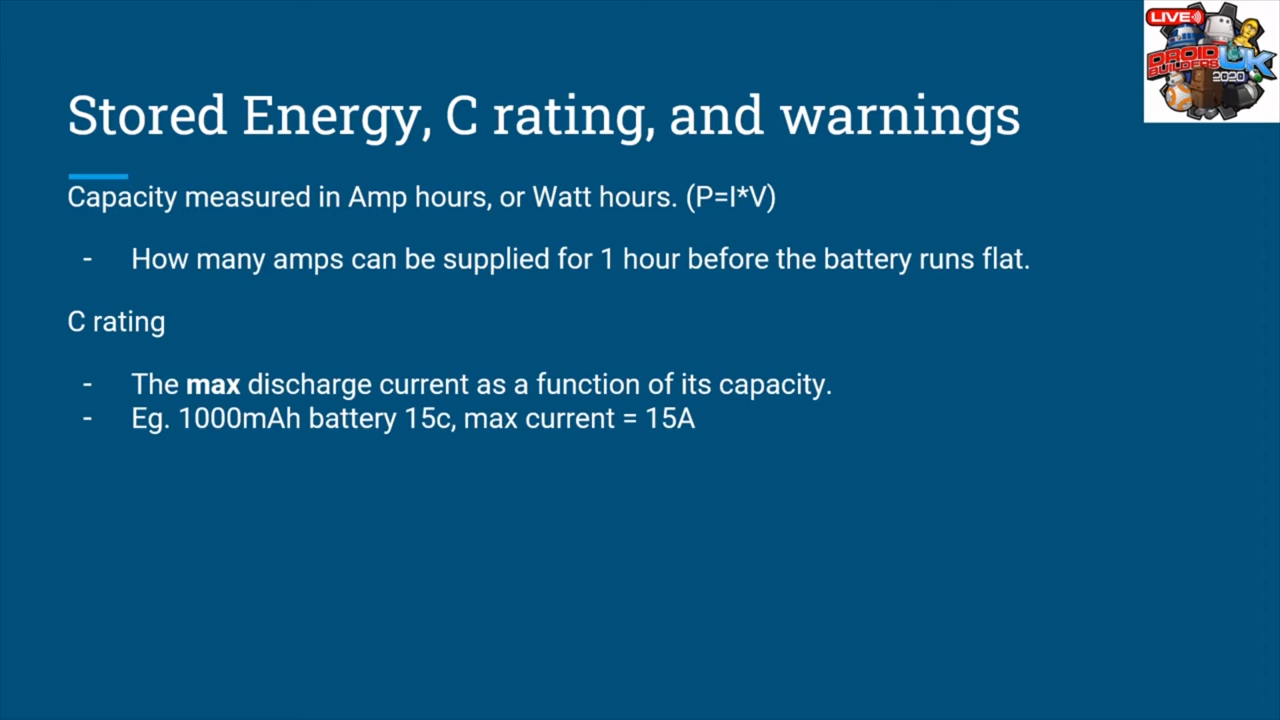 LIVE
DROID
BUILDERS
UK
2020
Stored Energy, C rating, and warnings
Capacity measured in Amp hours, or Watt hours. (P=I*V)
- How many amps can be supplied for 1 hour before the battery runs flat.
C rating
- The max discharge current as a function of its capacity.
- Eg. 1000mAh battery 15c, max current = 15A